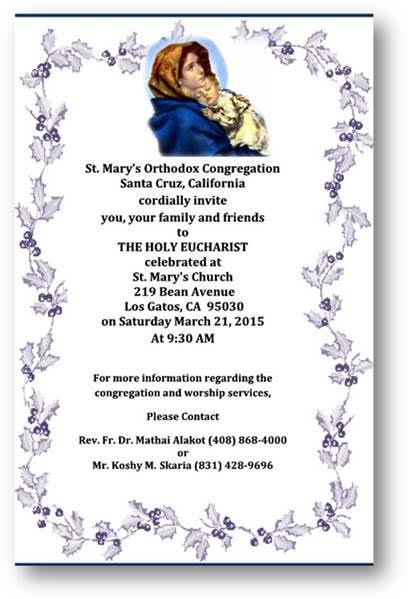 St. Mary's Orthodox Congregation
Santa Cruz, California
cordially invite
you, your family and friends
to
THE HOLY EUCHARIST
celebrated at
St. Mary's Church
219 Bean Avenue
Los Gatos, CA  95030
on Saturday March 21, 2015
At 9:30 AM
For more information regarding the
congregation and worship services,
Please Contact
Rev. Fr. Dr. Mathai Alakot (408) 868-4000
or
Mr. Koshy M. Skaria (831) 428-9696